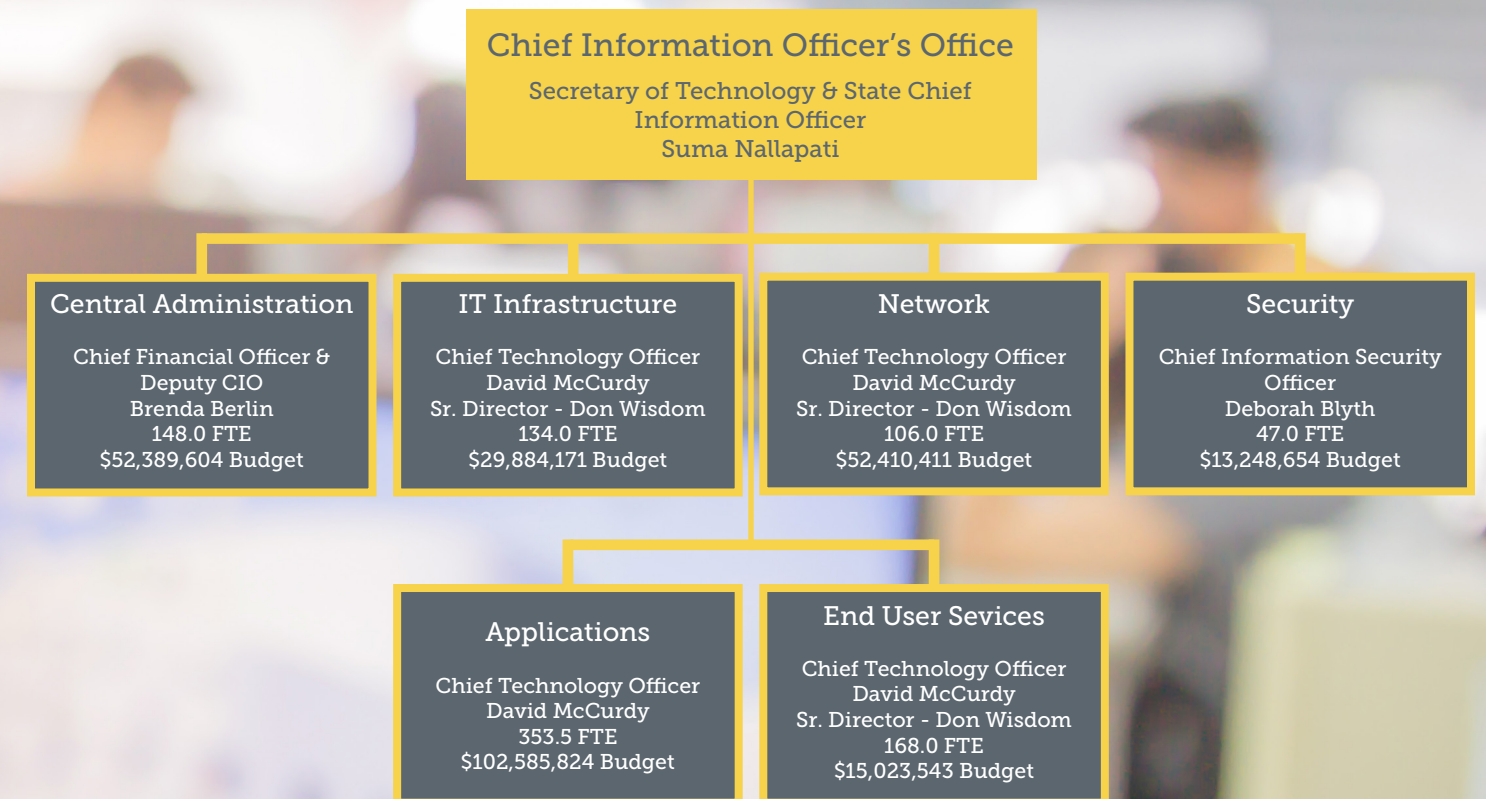 Chief Information Officer’s Office
Secretary of Technology & State Chief
Information Officer
Suma Nallapati
Central Administration
Chief Financial Officer &
Deputy CIO
Brenda Berlin
148.0 FTE
$52,389,604 Budget
IT Infrastructure
Chief Technology Officer
David McCurdy
Sr. Director - Don Wisdom
134.0 FTE
$29,884,171 Budget
Network
Chief Technology Officer
David McCurdy
Sr. Director - Don Wisdom
106.0 FTE
$52,410,411 Budget
Security
Chief Information Security
Officer
Deborah Blyth
47.0 FTE
$13,248,654 Budget
Applications
Chief Technology Officer
David McCurdy
353.5 FTE
$102,585,824 Budget
End User Sevices
Chief Technology Officer
David McCurdy
Sr. Director - Don Wisdom
168.0 FTE
$15,023,543 Budget